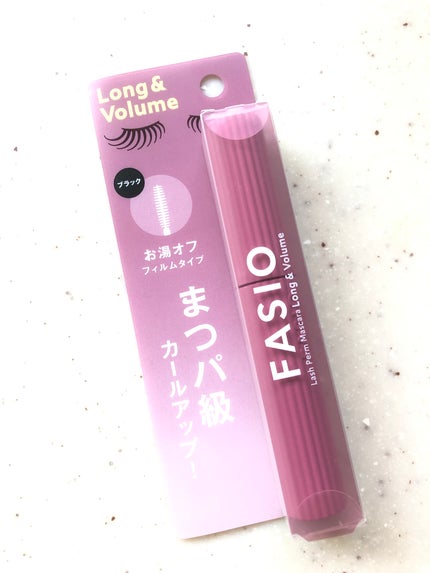 Long &
Volume
ブラック
お湯オフ
フィルムタイプ
まつパ級
カールアップ!
FASIO
Lash Perm Mascara Long & Volume